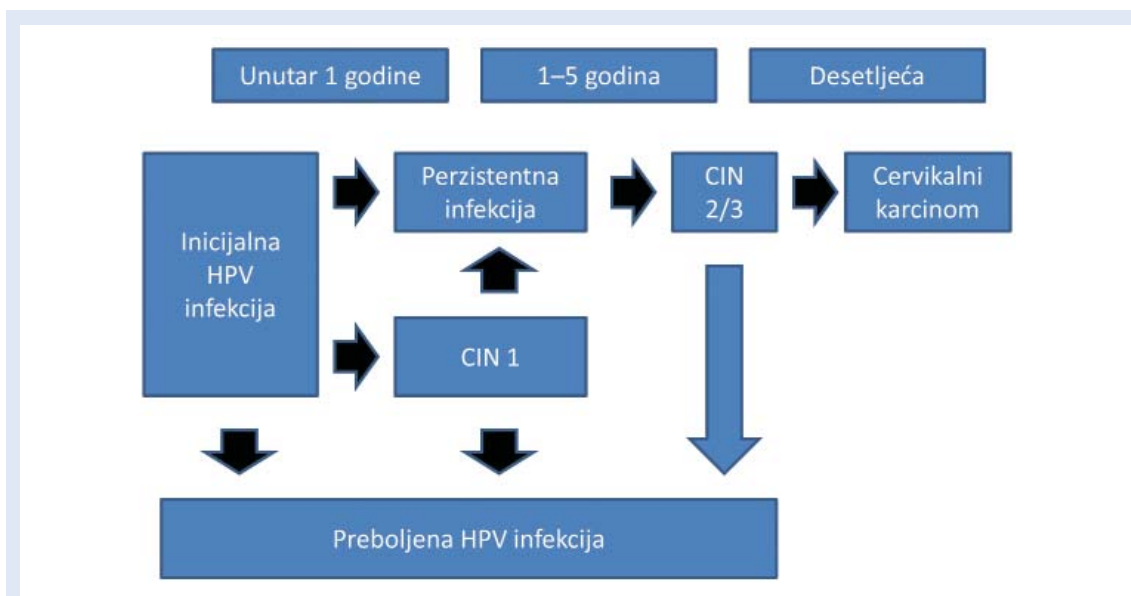 Unutar 1 godine
1–5 godina
Desetljeća
Inicijalna
HPV
infekcija
Perzistentna
infekcija
CIN
2/3
Cervikalni
karcinom
CIN 1
Preboljena HPV infekcija